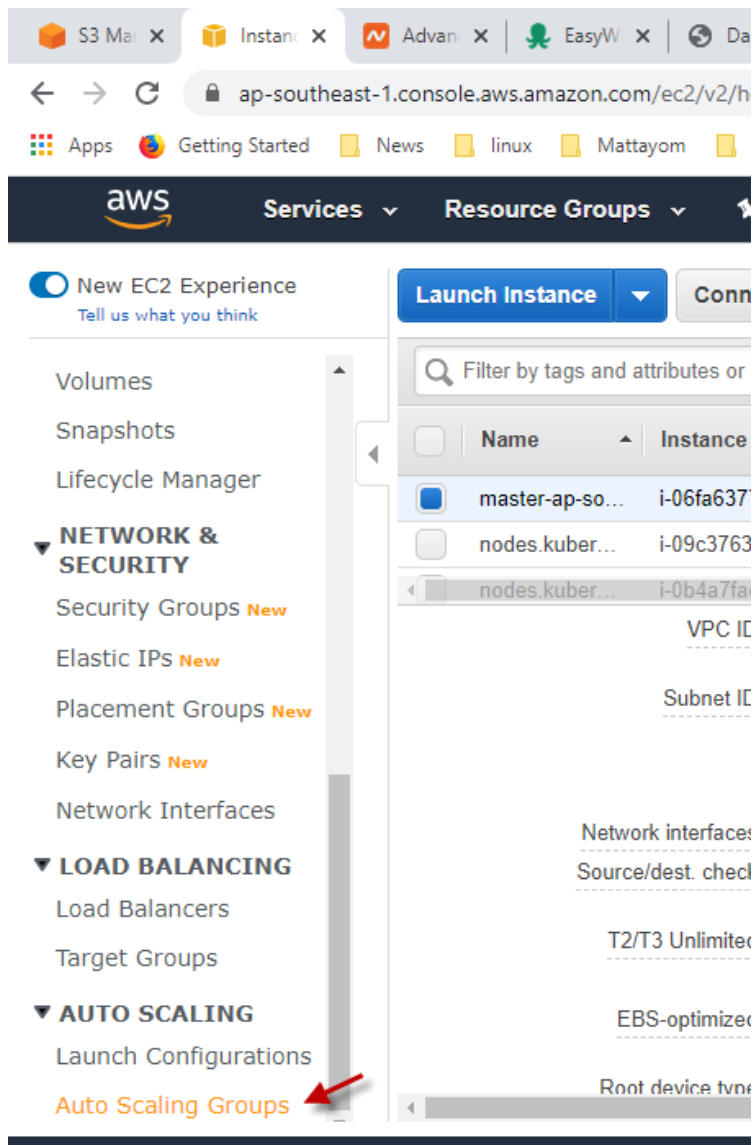 S3 Ma
Instan
Advan
EasyW
Da
ap-southeast-1.console.aws.amazon.com/ec2/v2/h
Apps Getting Started News linux Mattayom
aws Services Resource Groups
New EC2 Experience
Tell us what you think
Volumes
Snapshots
Lifecycle Manager
NETWORK &
SECURITY
Security Groups New
Elastic IPs New
Placement Groups New
Key Pairs New
Network Interfaces
LOAD BALANCING
Load Balancers
Target Groups
AUTO SCALING
Launch Configurations
Auto Scaling Groups
Launch Instance Conn
Filter by tags and attributes or
Name Instance
master-ap-so... i-06fa637
nodes.kuber... i-09c3763
nodes.kuber... i-0b4a7fa
VPC ID
Subnet ID
Network interfaces
Source/dest. check
T2/T3 Unlimited
EBS-optimized
Root device type